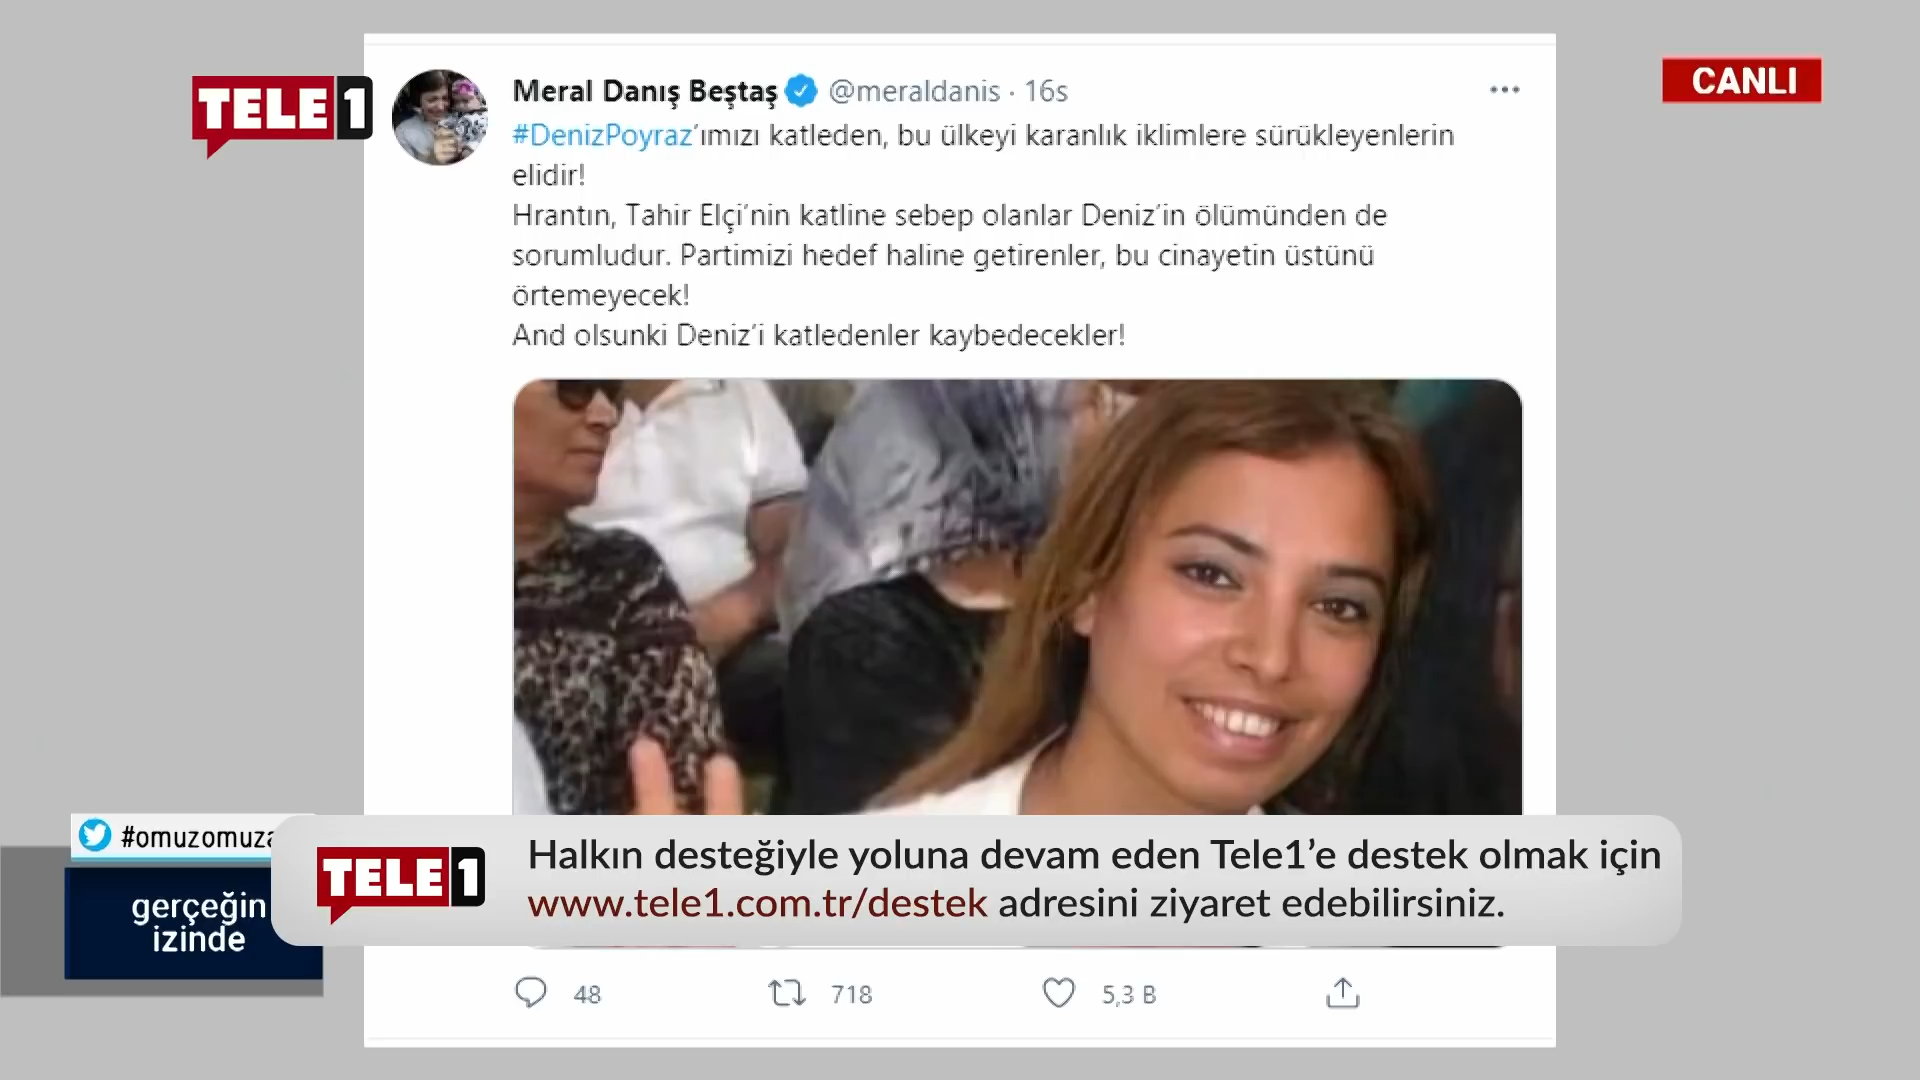 TELE1
CANLI
Meral Danış Beştaş @meraldanis · 16s
#DenizPoyraz'ımızı katleden, bu ülkeyi karanlık iklimlere sürükleyenlerin
elidir!
Hrantın, Tahir Elçi'nin katline sebep olanlar Deniz'in ölümünden de
sorumludur. Partimizi hedef haline getirenler, bu cinayetin üstünü
örtemeyecek!
And olsunki Deniz'i katledenler kaybedecekler!
#omuzomuza
gerçeğin
izinde
TELE1
Halkın desteğiyle yoluna devam eden Tele1'e destek olmak için
www.tele1.com.tr/destek adresini ziyaret edebilirsiniz.
48
718
5,3 B